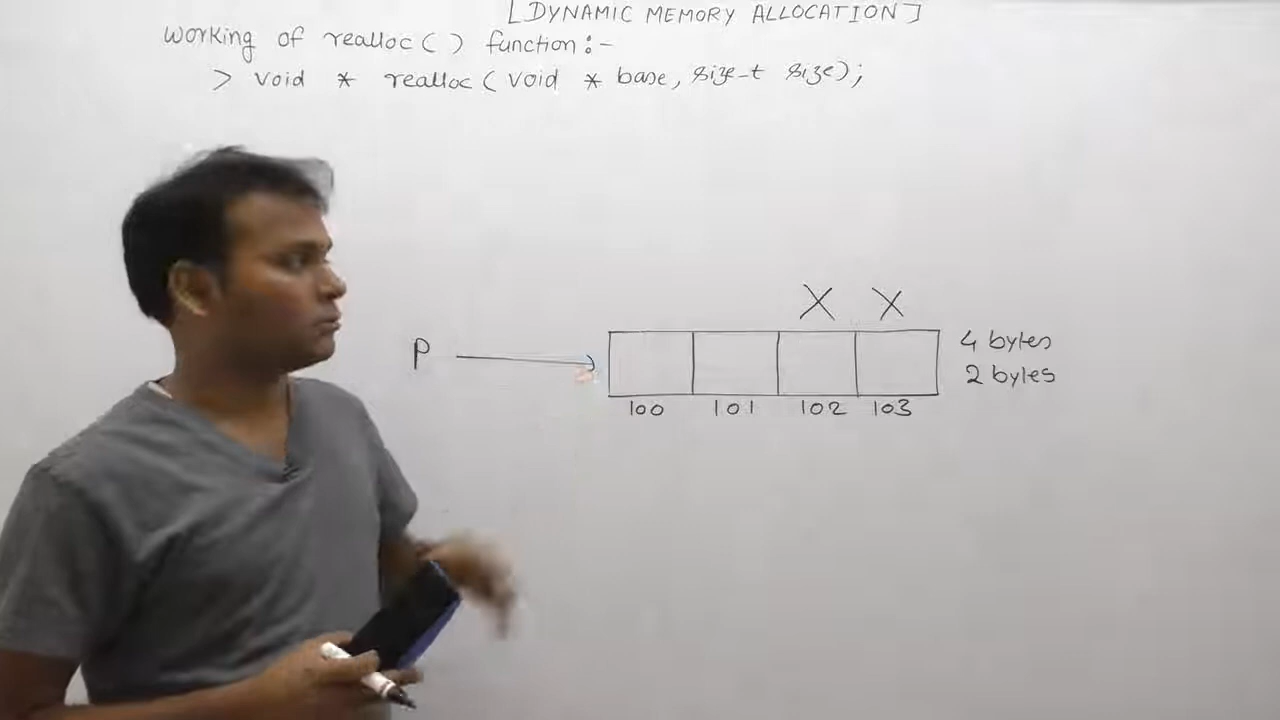 [DYNAMIC MEMORY ALLOCATION]
Working of realloc() function:-
> void * realloc(void * base, size-t size);
X X
P
4 bytes
2 bytes
100 101 102 103